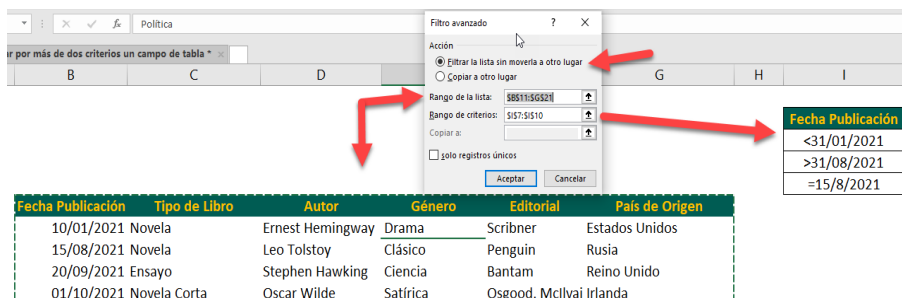 fx Política
r por más de dos criterios un campo de tabla *
B C D G H I
Filtro avanzado ? ×
Acción
Filtrar la lista sin moverla a otro lugar
Copiar a otro lugar
Rango de la lista: $B$11:$G$21
Rango de criterios: $I$7:$I$10
Copiar a:
Solo registros únicos
Aceptar Cancelar
Fecha Publicación
<31/01/2021
>31/08/2021
=15/8/2021
Fecha Publicación Tipo de Libro Autor Género Editorial País de Origen
10/01/2021 Novela Ernest Hemingway Drama Scribner Estados Unidos
15/08/2021 Novela Leo Tolstoy Clásico Penguin Rusia
20/09/2021 Ensayo Stephen Hawking Ciencia Bantam Reino Unido
01/10/2021 Novela Corta Oscar Wilde Satírica Osgood, McIlvai Irlanda